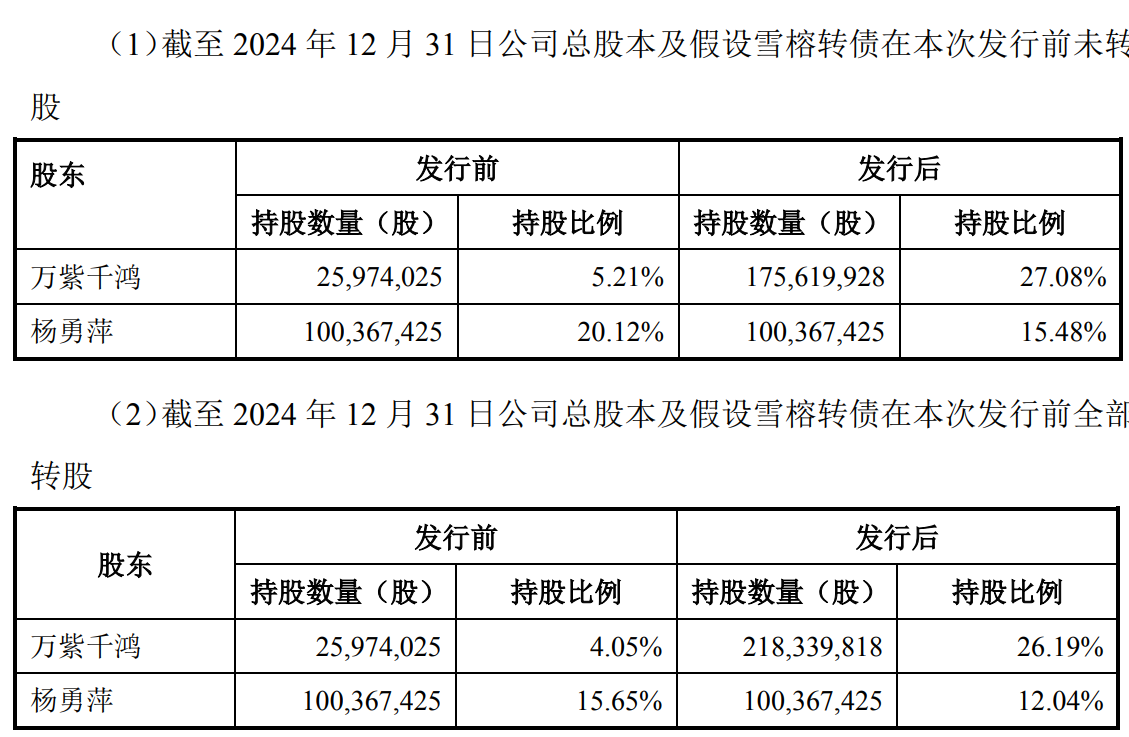 （1）截至 2024 年 12 月 31 日公司总股本及假设雪榕转债在本次发行前未转
股
股东 发行前 发行后
持股数量（股） 持股比例 持股数量（股） 持股比例
万紫千鸿 25,974,025 5.21% 175,619,928 27.08%
杨勇萍 100,367,425 20.12% 100,367,425 15.48%
（2）截至 2024 年 12 月 31 日公司总股本及假设雪榕转债在本次发行前全部
转股
股东 发行前 发行后
持股数量（股） 持股比例 持股数量（股） 持股比例
万紫千鸿 25,974,025 4.05% 218,339,818 26.19%
杨勇萍 100,367,425 15.65% 100,367,425 12.04%